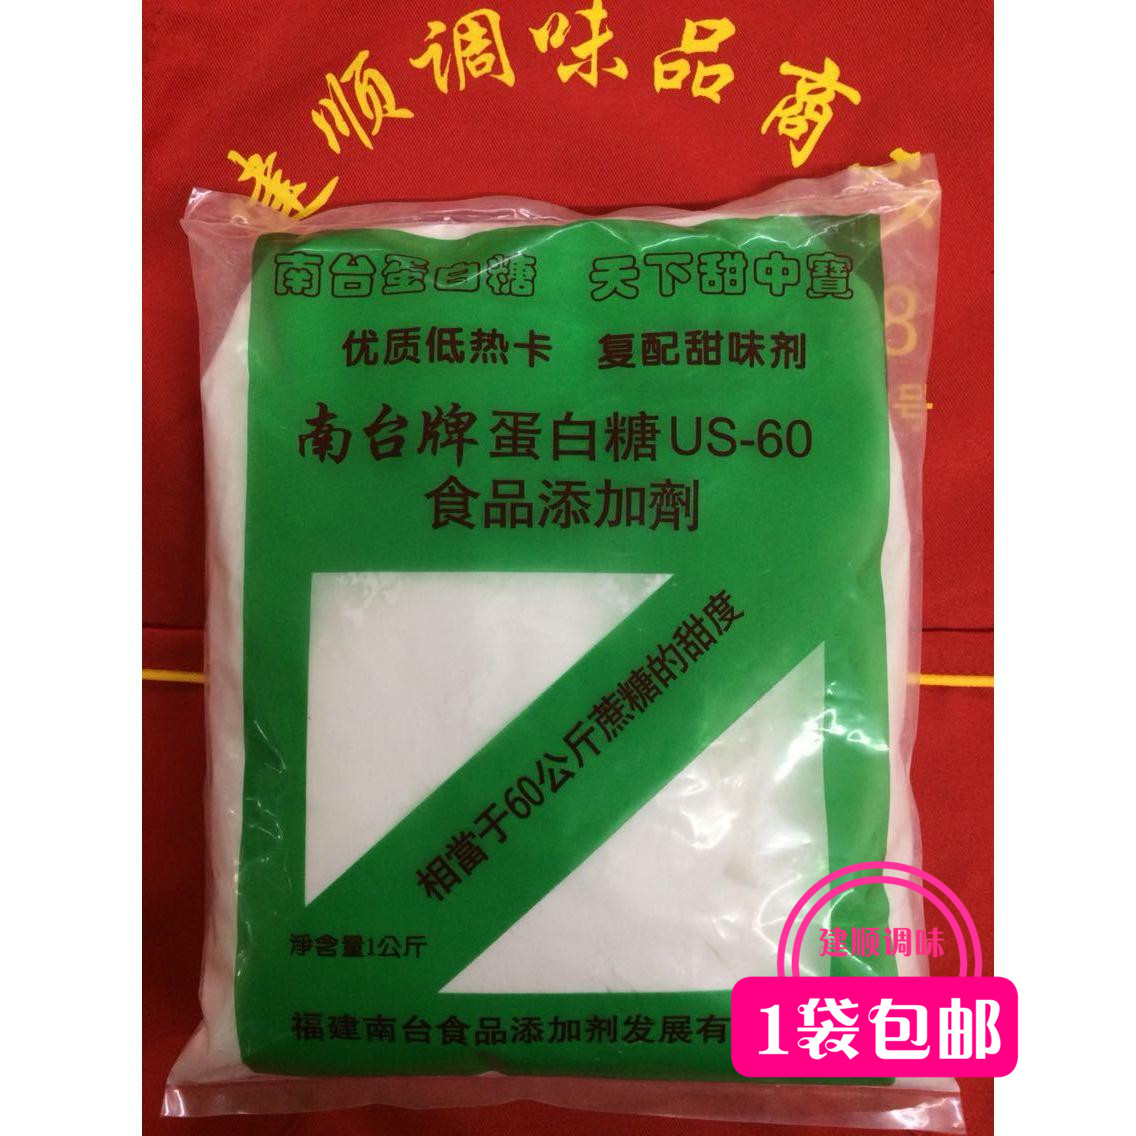 建顺调味品商
8
号
南台蛋白糖 天下甜中寶
优质低热卡 复配甜味剂
南台牌蛋白糖US-60
食品添加劑
相當于60公斤蔗糖的甜度
淨含量1公斤
福建南台食品添加剂发展有
建顺调味
1袋包邮